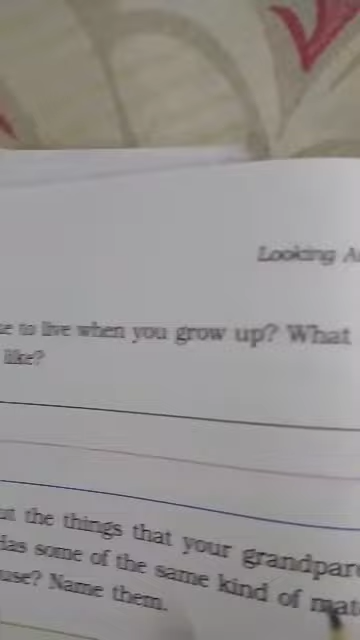 Looking A
e to live when you grow up? What
like?
ut the things that your grandpare
Has some of the same kind of mat
use? Name them.